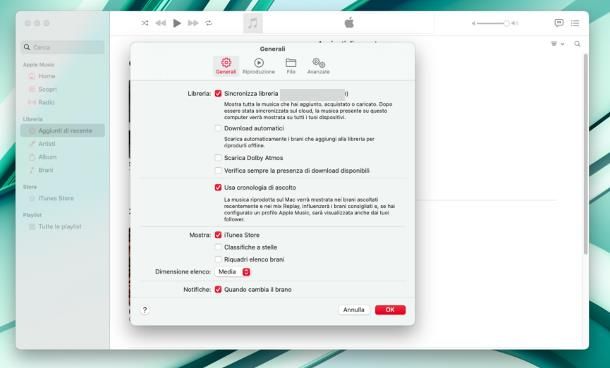 Cerca
Apple Music
Home
Scopri
Radio
Libreria
Aggiunti di recente
Artisti
Album
Brani
Store
iTunes Store
Playlist
Tutte le playlist
Generali
Generali Riproduzione File Avanzate
Libreria: Sincronizza libreria )
Mostra tutta la musica che hai aggiunto, acquistato o caricato. Dopo
essere stata sincronizzata sul cloud, la musica presente su questo
computer verrà mostrata su tutti i tuoi dispositivi.
Download automatici
Scarica automaticamente i brani che aggiungi alla libreria per
riprodurli offline.
Scarica Dolby Atmos
Verifica sempre la presenza di download disponibili
Usa cronologia di ascolto
La musica riprodotta sul Mac verrà mostrata nei brani ascoltati
recentemente e nei mix Replay, influenzerà i brani consigliati e, se hai
configurato un profilo Apple Music, sarà visualizzata anche dai tuoi
follower.
Mostra: iTunes Store
Classifiche a stelle
Riquadri elenco brani
Dimensione elenco: Media
Notifiche: Quando cambia il brano
? Annulla OK